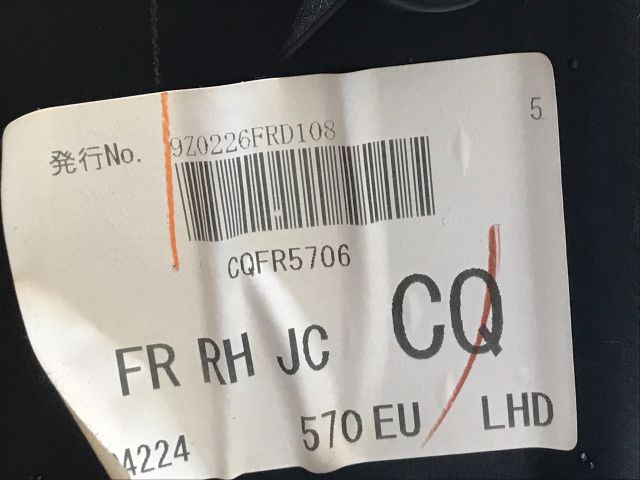 5
発行No. 9Z0226FRD108
CQFR5706
FR RH JC CQ
4224 570 EU LHD